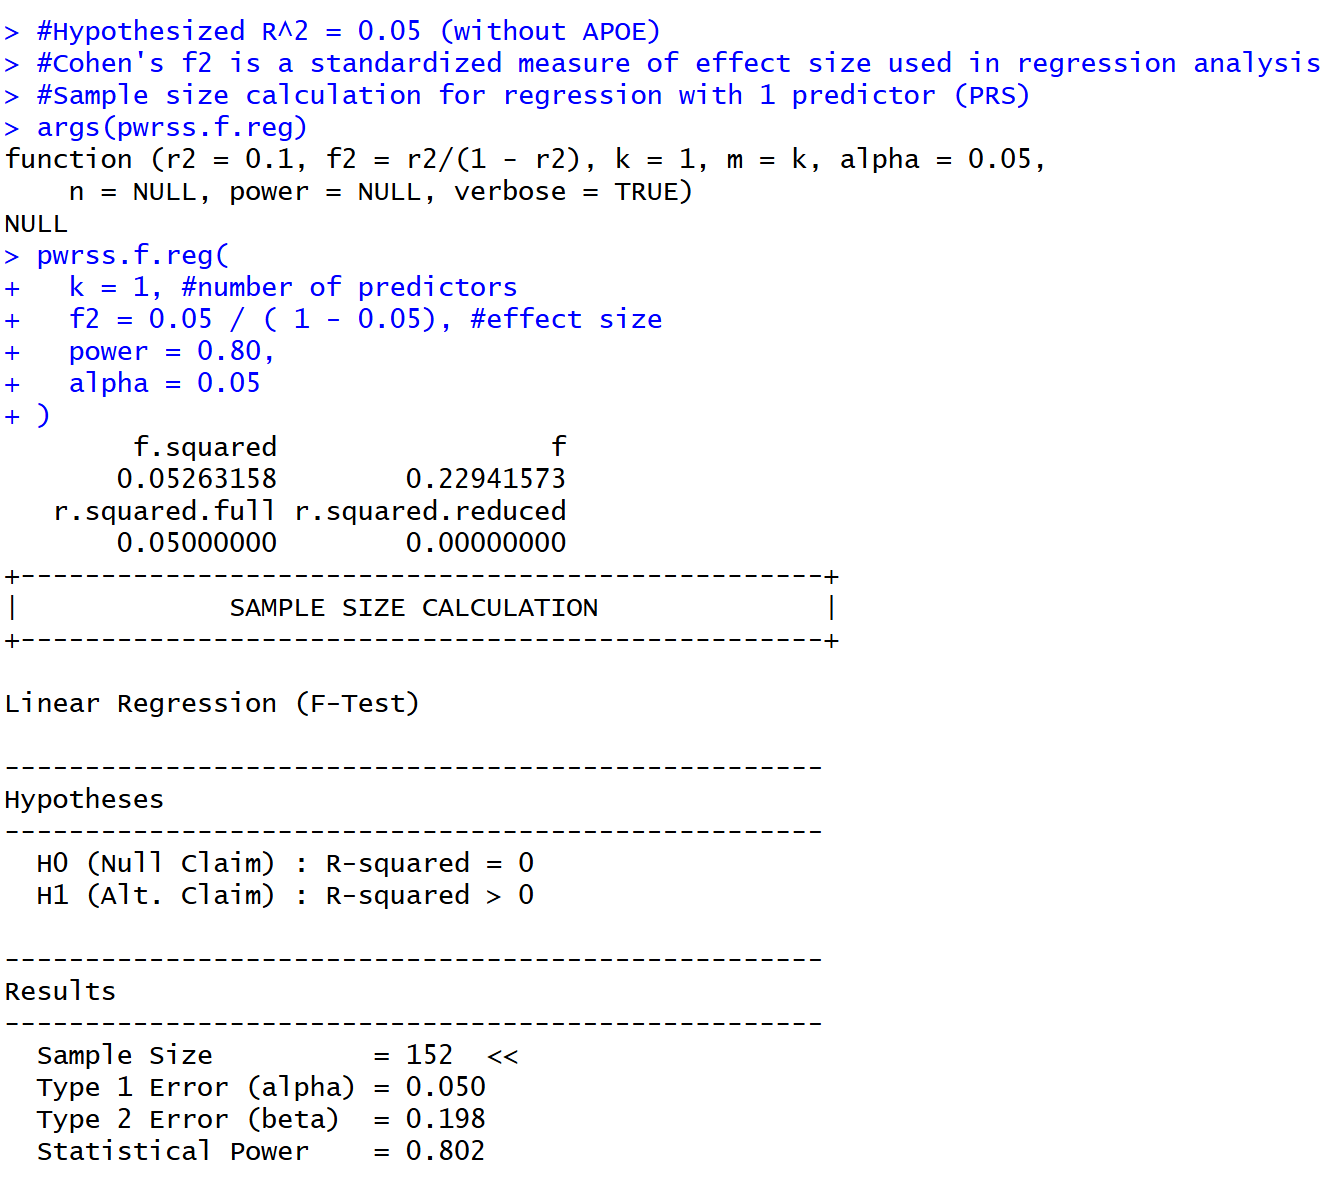 > #Hypothesized R^2 = 0.05 (without APOE)
> #Cohen's f2 is a standardized measure of effect size used in regression analysis
> #Sample size calculation for regression with 1 predictor (PRS)
> args(pwrss.f.reg)
function (r2 = 0.1, f2 = r2/(1 - r2), k = 1, m = k, alpha = 0.05,
    n = NULL, power = NULL, verbose = TRUE)
NULL
> pwrss.f.reg(
+   k = 1, #number of predictors
+   f2 = 0.05 / ( 1 - 0.05), #effect size
+   power = 0.80,
+   alpha = 0.05
+ )
        f.squared                 f
       0.05263158        0.22941573
   r.squared.full r.squared.reduced
       0.05000000        0.00000000
+--------------------------------------------------+
|             SAMPLE SIZE CALCULATION              |
+--------------------------------------------------+
Linear Regression (F-Test)
---------------------------------------------------
Hypotheses
---------------------------------------------------
  H0 (Null Claim) : R-squared = 0
  H1 (Alt. Claim) : R-squared > 0
---------------------------------------------------
Results
---------------------------------------------------
  Sample Size          = 152  <<
  Type 1 Error (alpha) = 0.050
  Type 2 Error (beta)  = 0.198
  Statistical Power    = 0.802